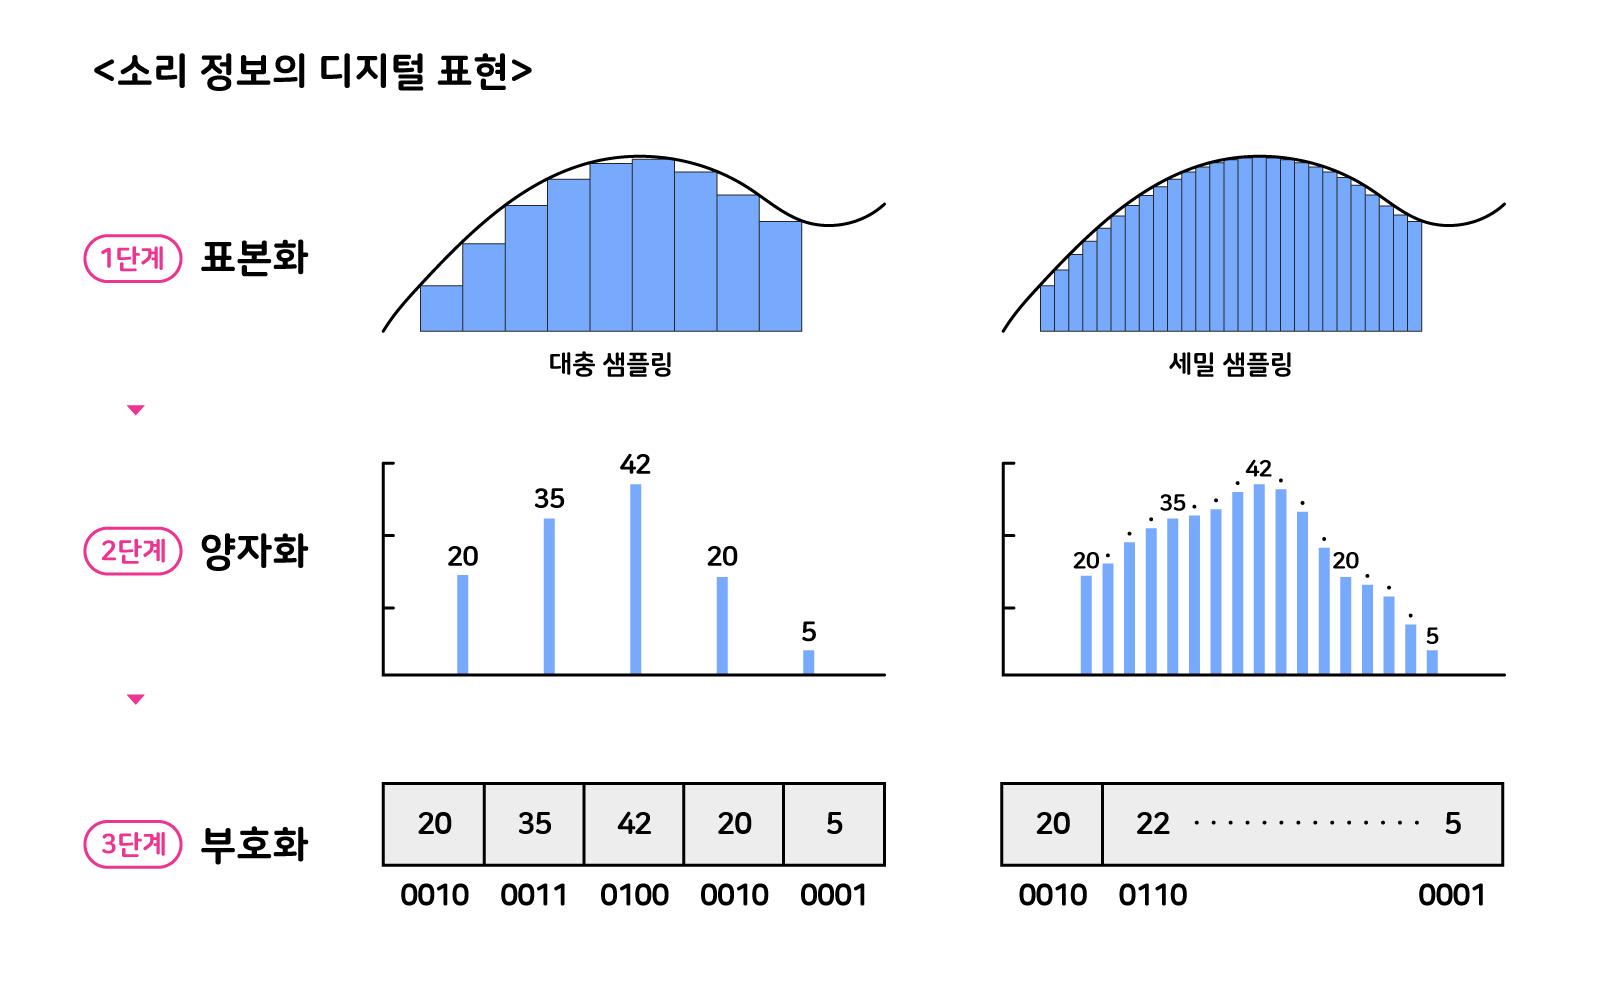 <소리 정보의 디지털 표현>
1단계 표본화
대충 샘플링
세밀 샘플링
2단계 양자화
20 35 42 20 5
20 35 42 20 5
3단계 부호화
20 35 42 20 5
0010 0011 0100 0010 0001
20 22 ·············· 5
0010 0110 0001